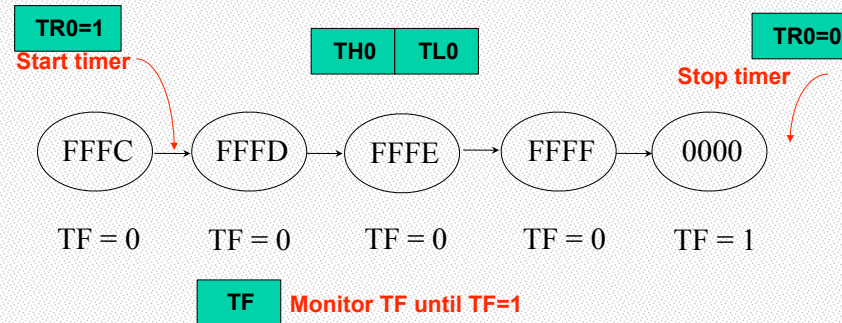 TR0=1
Start timer
TH0 TL0
TR0=0
Stop timer
FFFC FFFD FFFE FFFF 0000
TF = 0 TF = 0 TF = 0 TF = 0 TF = 1
TF Monitor TF until TF=1